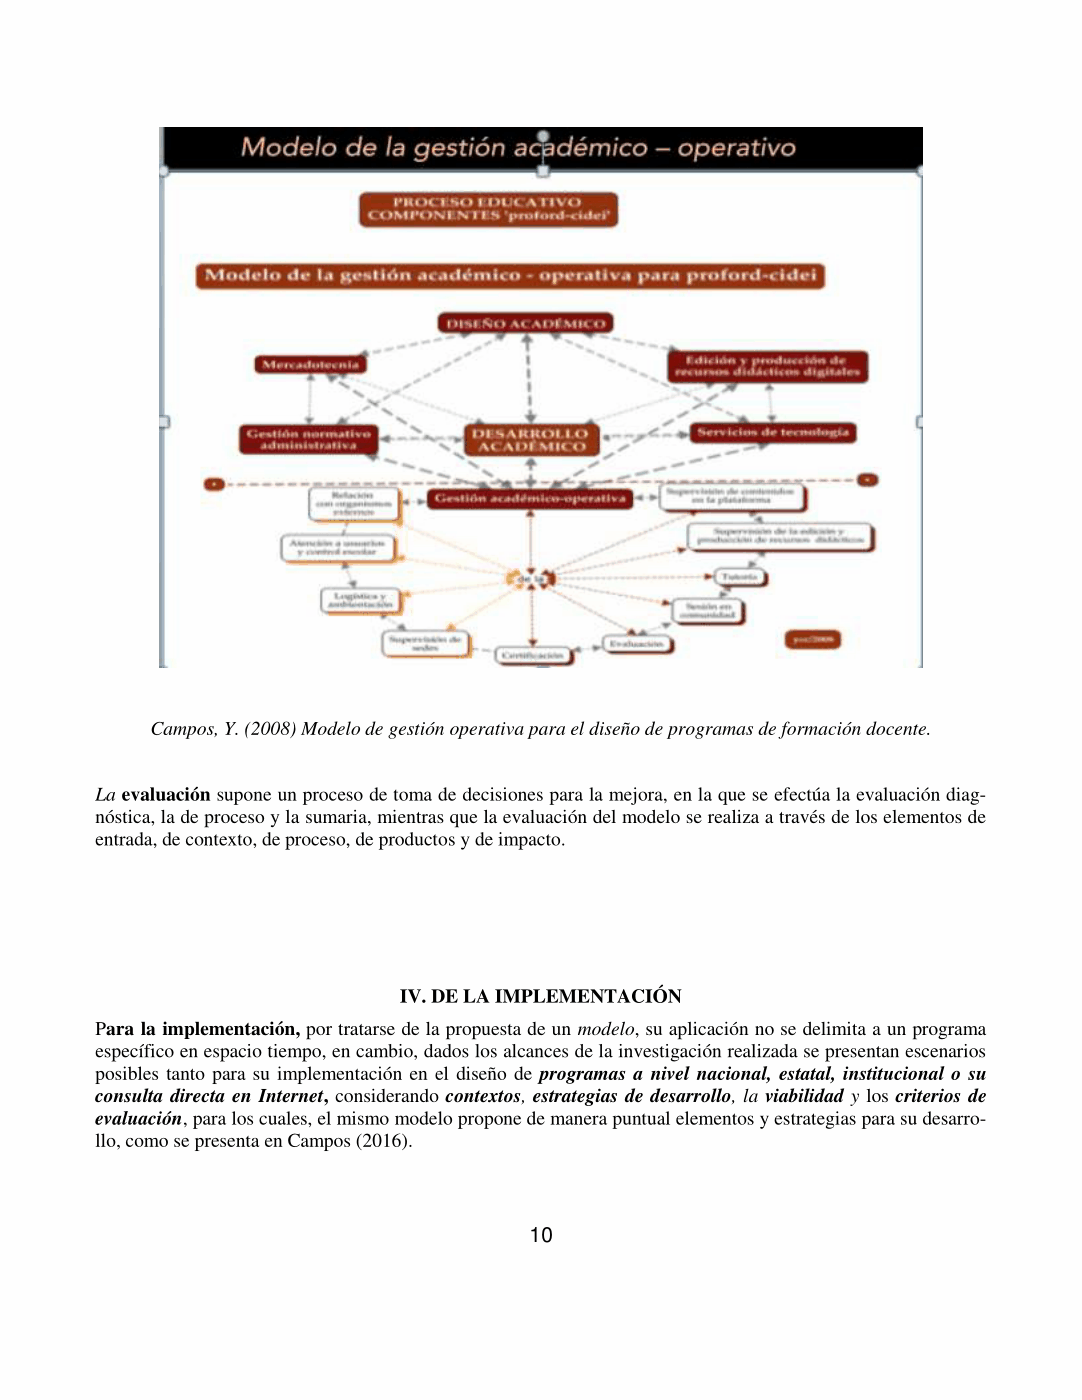 Modelo de la gestión académico – operativo
PROCESO EDUCATIVO
COMPONENTES 'proford-cidei'
Modelo de la gestión académico - operativa para proford-cidei
DISEÑO ACADÉMICO
Mercadotecnia
Edición y producción de
recursos didácticos digitales
Gestión normativo
administrativa
DESARROLLO
ACADÉMICO
Servicios de tecnología
Relación
con organismos
externos
Gestión académico-operativa
Supervisión de contenidos
en la plataforma
Atención a usuarios
y control escolar
Supervisión de la edición y
producción de recursos didácticos
de la
Tutoría
Logística y
ambientación
Sesión en
comunidad
Supervisión de
sedes
Certificación
Evaluación
Campos, Y. (2008) Modelo de gestión operativa para el diseño de programas de formación docente.
La evaluación supone un proceso de toma de decisiones para la mejora, en la que se efectúa la evaluación diag-
nóstica, la de proceso y la sumaria, mientras que la evaluación del modelo se realiza a través de los elementos de
entrada, de contexto, de proceso, de productos y de impacto.
IV. DE LA IMPLEMENTACIÓN
Para la implementación, por tratarse de la propuesta de un modelo, su aplicación no se delimita a un programa
específico en espacio tiempo, en cambio, dados los alcances de la investigación realizada se presentan escenarios
posibles tanto para su implementación en el diseño de programas a nivel nacional, estatal, institucional o su
consulta directa en Internet, considerando contextos, estrategias de desarrollo, la viabilidad y los criterios de
evaluación, para los cuales, el mismo modelo propone de manera puntual elementos y estrategias para su desarro-
llo, como se presenta en Campos (2016).
10